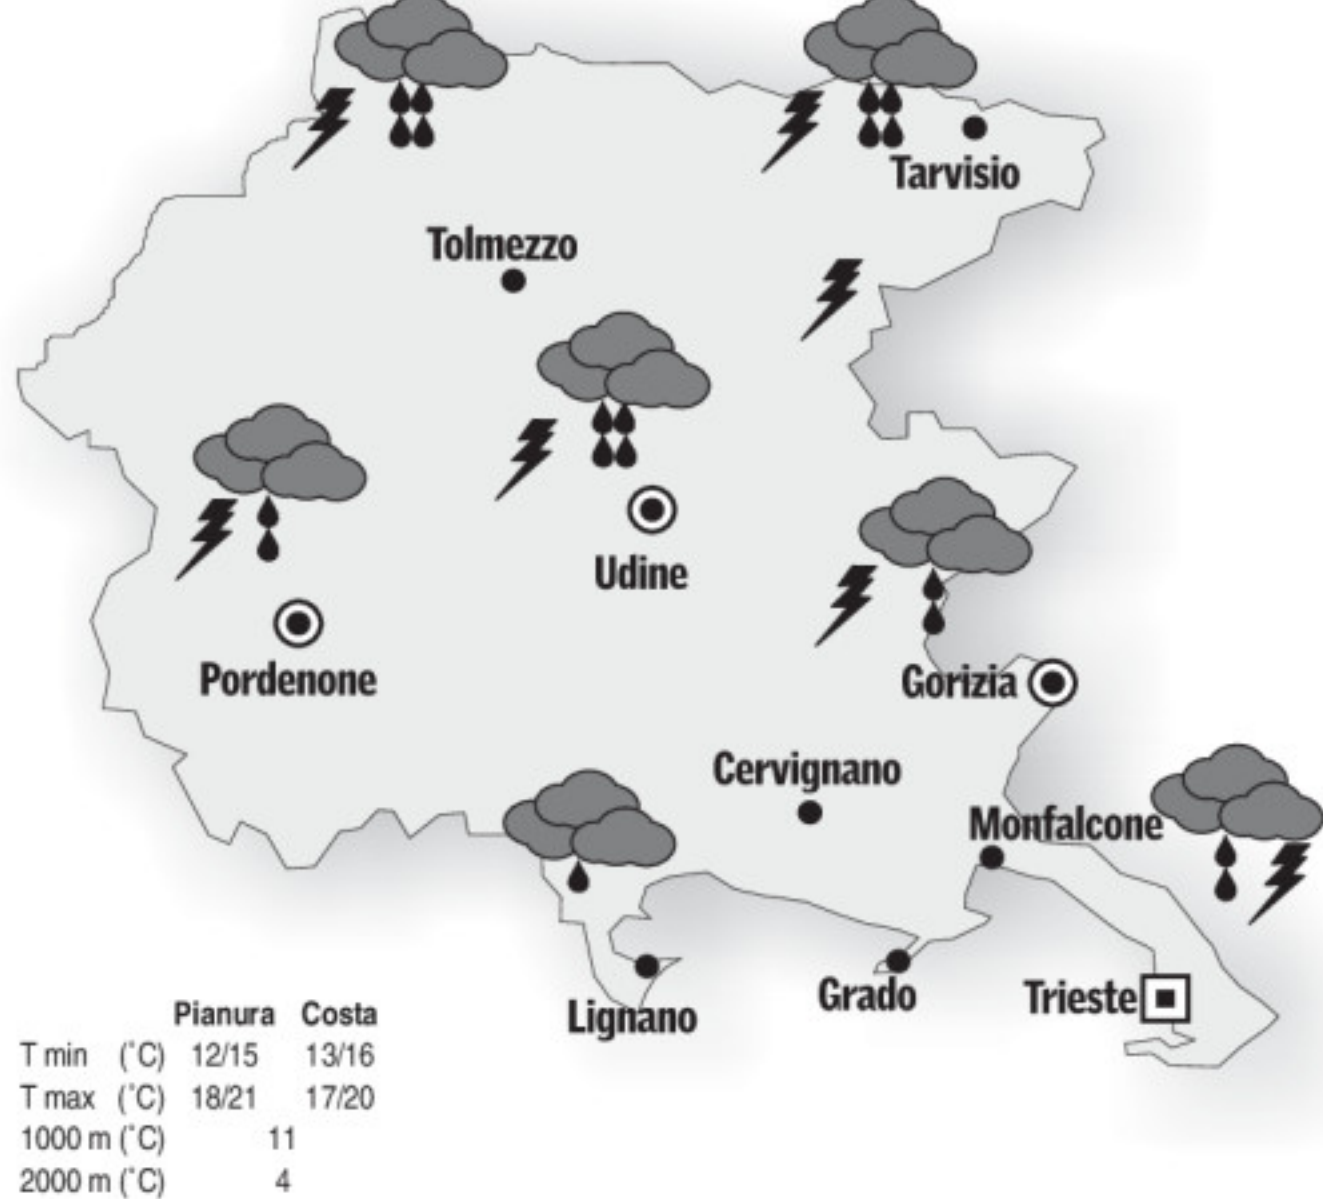 Tarvisio
Tolmezzo
Udine
Pordenone
Gorizia
Cervignano
Monfalcone
Lignano
Grado
Trieste
Pianura Costa
T min (˚C) 12/15 13/16
T max (˚C) 18/21 17/20
1000 m (˚C) 11
2000 m (˚C) 4